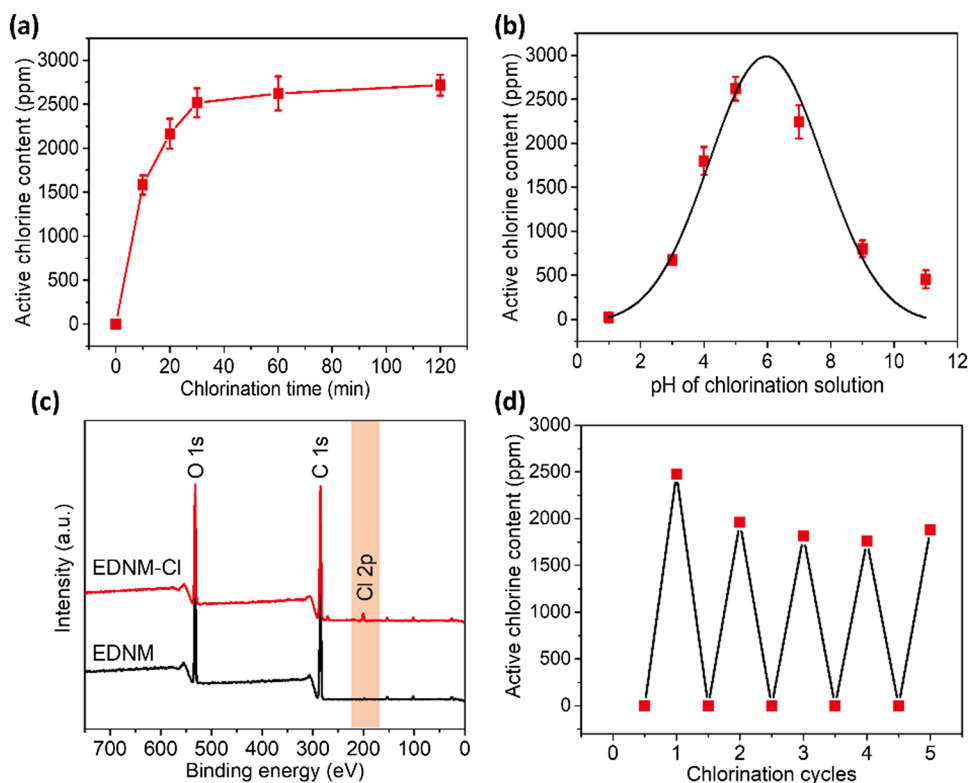 (a)
Active chlorine content (ppm)
3000
2500
2000
1500
1000
500
0
0 20 40 60 80 100 120
Chlorination time (min)
(b)
Active chlorine content (ppm)
3000
2500
2000
1500
1000
500
0
0 2 4 6 8 10 12
pH of chlorination solution
(c)
Intensity (a.u.)
O 1s
C 1s
Cl 2p
EDNM-Cl
EDNM
700 600 500 400 300 200 100 0
Binding energy (eV)
(d)
Active chlorine content (ppm)
3000
2500
2000
1500
1000
500
0
0 1 2 3 4 5
Chlorination cycles